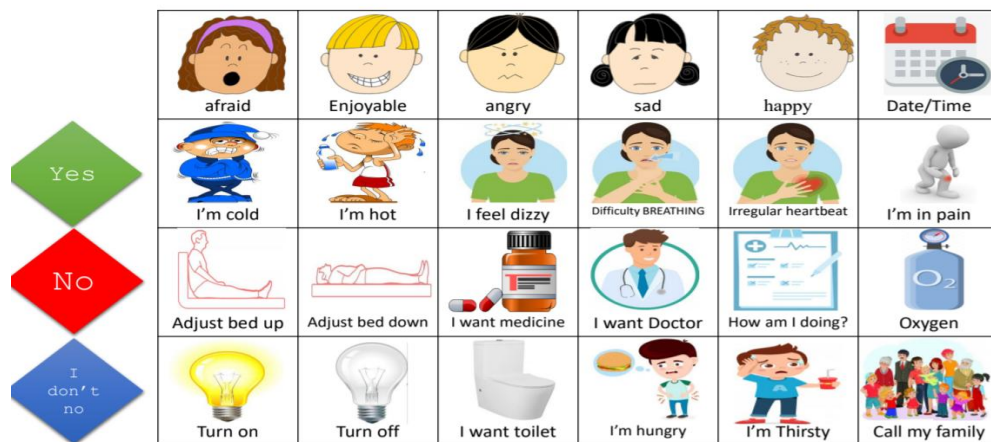 afraid
Enjoyable
angry
sad
happy
Date/Time
Yes
I'm cold
I'm hot
I feel dizzy
Difficulty BREATHING
Irregular heartbeat
I'm in pain
No
Adjust bed up
Adjust bed down
I want medicine
I want Doctor
How am I doing?
O2
Oxygen
I
don't
no
Turn on
Turn off
I want toilet
I'm hungry
I'm Thirsty
Call my family